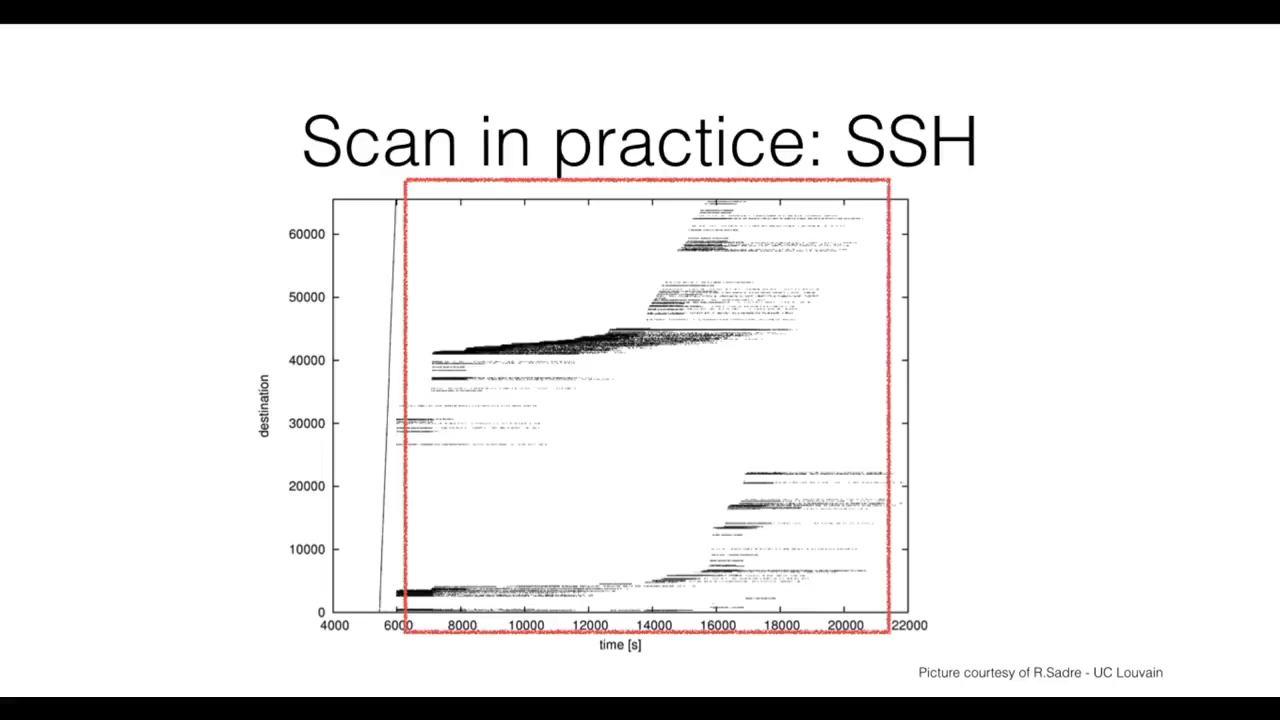 Scan in practice: SSH
60000
50000
40000
30000
20000
10000
0
destination
4000 6000 8000 10000 12000 14000 16000 18000 20000 22000
time [s]
Picture courtesy of R.Sadre - UC Louvain